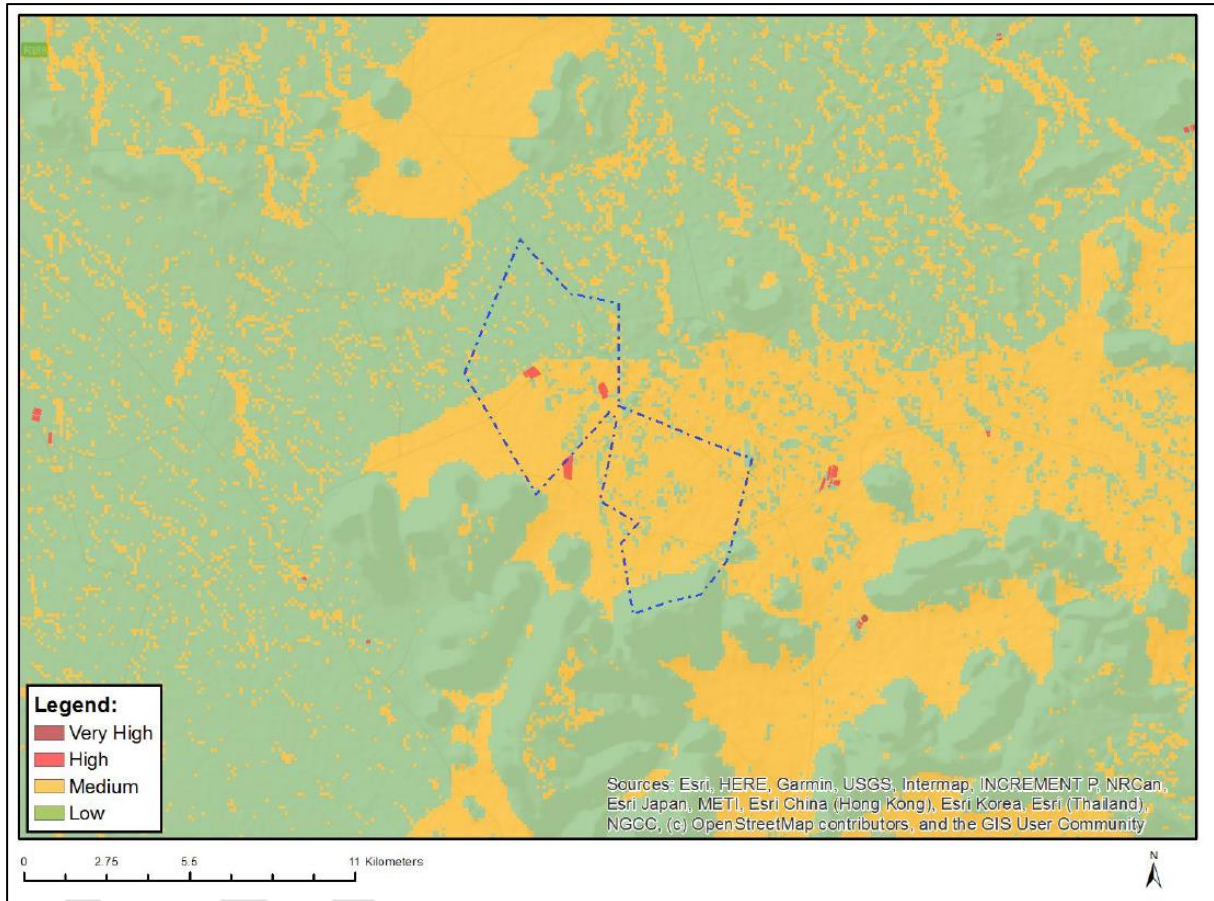 Legend:
Very High
High
Medium
Low
Sources: Esri, HERE, Garmin, USGS, Intermap, INCREMENT P, NRCan,
Esri Japan, METI, Esri China (Hong Kong), Esri Korea, Esri (Thailand),
NGCC, (c) OpenStreetMap contributors, and the GIS User Community
0 2.75 5.5 11 Kilometers
N